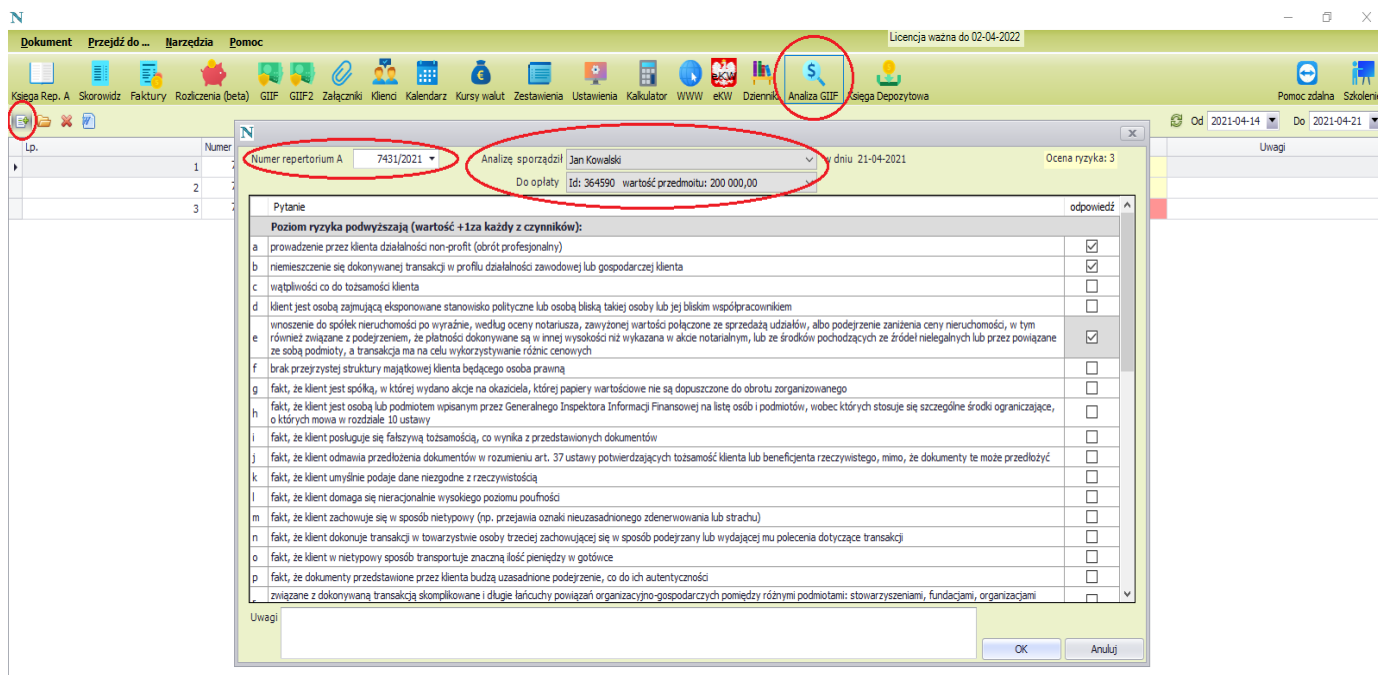 N
Dokument Przejdź do ... Narzędzia Pomoc
Licencja ważna do 02-04-2022
Księga Rep. A Skorowidz Faktury Rozliczenia (beta) GIIF GIIF2 Załączniki Klienci Kalendarz Kursy walut Zestawienia Ustawienia Kalkulator WWW eKW Dzienniki Analiza GIIF Księga Depozytowa Pomoc zdalna Szkolenie
Od 2021-04-14 Do 2021-04-21
Lp. Numer Uwagi
1 7
2 7
3 7
N
Numer repertorium A 7431/2021 Analizę sporządził Jan Kowalski w dniu 21-04-2021 Ocena ryzyka: 3
Do opłaty Id: 364590 wartość przedmoitu: 200 000,00
Pytanie odpowiedź
Poziom ryzyka podwyższają (wartość +1za każdy z czynników):
a prowadzenie przez klienta działalności non-profit (obrót profesjonalny)
b niemieszczenie się dokonywanej transakcji w profilu działalności zawodowej lub gospodarczej klienta
c wątpliwości co do tożsamości klienta
d klient jest osobą zajmującą eksponowane stanowisko polityczne lub osobą bliską takiej osoby lub jej bliskim współpracownikiem
wnoszenie do spółek nieruchomości po wyraźnie, według oceny notariusza, zawyżonej wartości połączone ze sprzedażą udziałów, albo podejrzenie zaniżenia ceny nieruchomości, w tym
e również związane z podejrzeniem, że płatności dokonywane są w innej wysokości niż wykazana w akcie notarialnym, lub ze środków pochodzących ze źródeł nielegalnych lub przez powiązane
ze sobą podmioty, a transakcja ma na celu wykorzystywanie różnic cenowych
f brak przejrzystej struktury majątkowej klienta będącego osoba prawną
g fakt, że klient jest spółką, w której wydano akcje na okaziciela, której papiery wartościowe nie są dopuszczone do obrotu zorganizowanego
h fakt, że klient jest osobą lub podmiotem wpisanym przez Generalnego Inspektora Informacji Finansowej na listę osób i podmiotów, wobec których stosuje się szczególne środki ograniczające,
o których mowa w rozdziale 10 ustawy
i fakt, że klient posługuje się fałszywą tożsamością, co wynika z przedstawionych dokumentów
j fakt, że klient odmawia przedłożenia dokumentów w rozumieniu art. 37 ustawy potwierdzających tożsamość klienta lub beneficjenta rzeczywistego, mimo, że dokumenty te może przedłożyć
k fakt, że klient umyślnie podaje dane niezgodne z rzeczywistością
l fakt, że klient domaga się nieracjonalnie wysokiego poziomu poufności
m fakt, że klient zachowuje się w sposób nietypowy (np. przejawia oznaki nieuzasadnionego zdenerwowania lub strachu)
n fakt, że klient dokonuje transakcji w towarzystwie osoby trzeciej zachowującej się w sposób podejrzany lub wydającej mu polecenia dotyczące transakcji
o fakt, że klient w nietypowy sposób transportuje znaczną ilość pieniędzy w gotówce
p fakt, że dokumenty przedstawione przez klienta budzą uzasadnione podejrzenie, co do ich autentyczności
związane z dokonywaną transakcją skomplikowane i długie łańcuchy powiązań organizacyjno-gospodarczych pomiędzy różnymi podmiotami: stowarzyszeniami, fundacjami, organizacjami
Uwagi
OK Anuluj